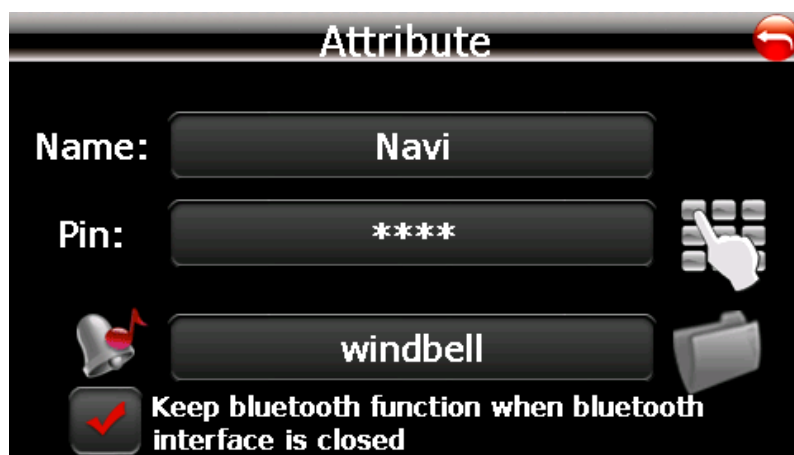 Attribute
Name: Navi
Pin: ****
windbell
Keep bluetooth function when bluetooth
interface is closed